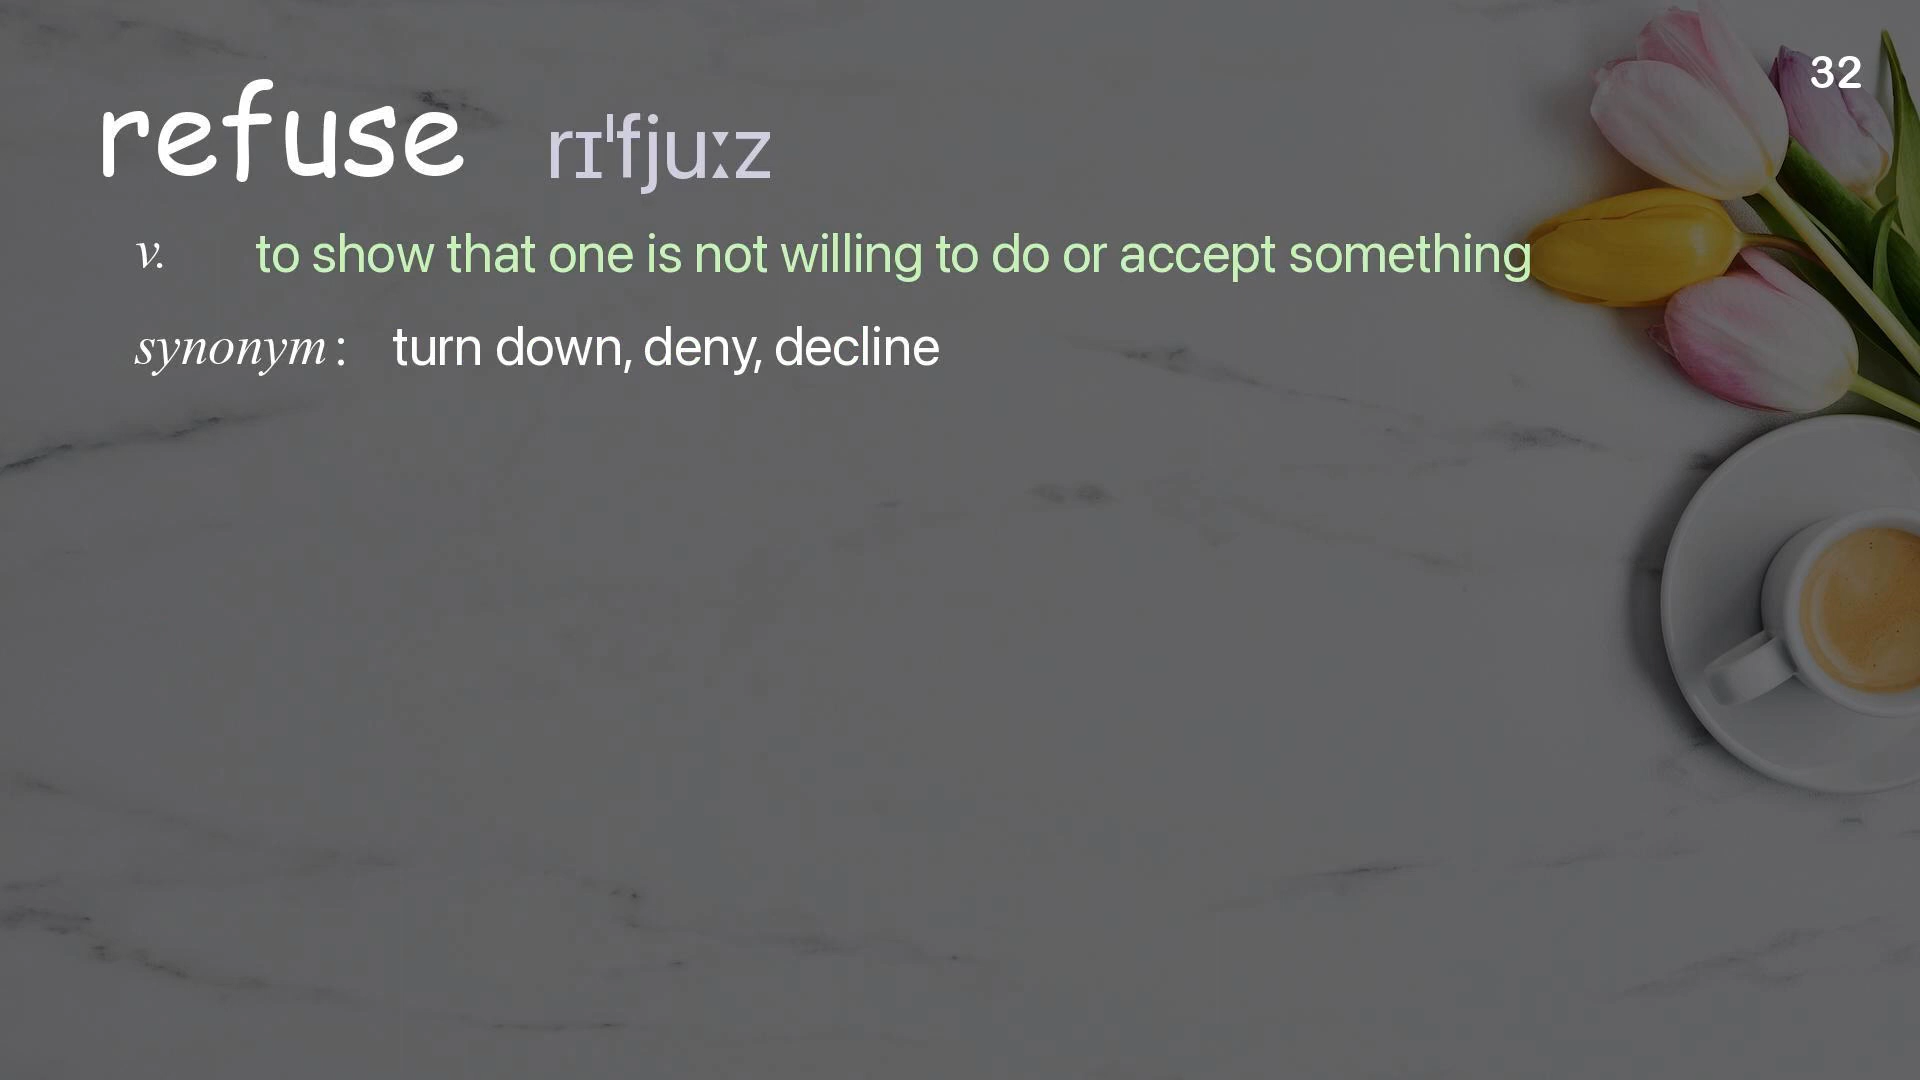 32
refuse rɪˈfjuːz
v. to show that one is not willing to do or accept something
synonym : turn down, deny, decline